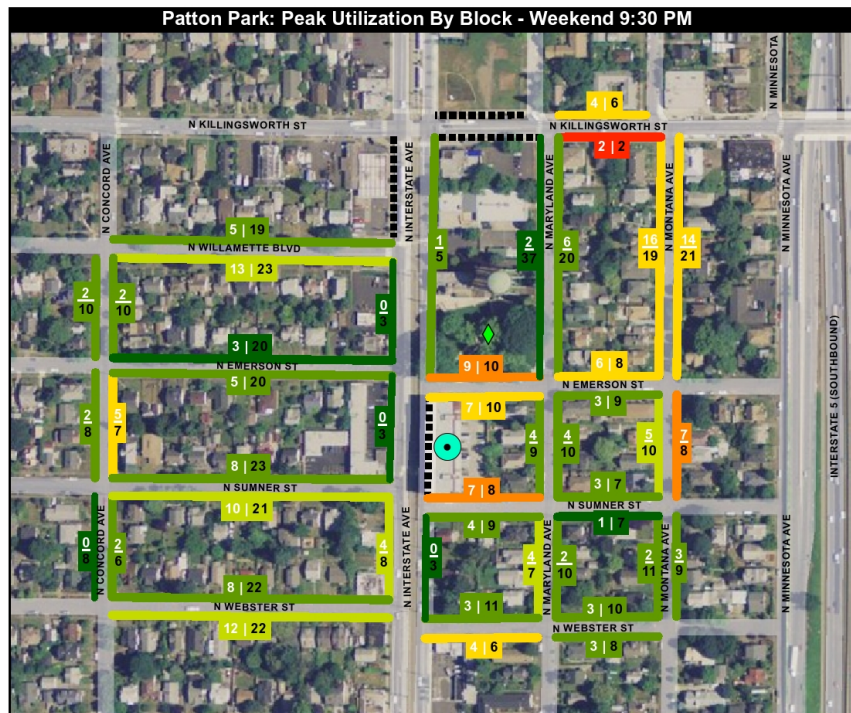 Patton Park: Peak Utilization By Block - Weekend 9:30 PM
N MINNESOTA
4 | 6
N KILLINGSWORTH ST
N KILLINGSWORTH ST
2 | 2
N CONCORD AVE
N INTERSTATE AVE
N MARYLAND AVE
N MONTANA AVE
N MINNESOTA AVE
5 | 19
N WILLAMETTE BLVD
13 | 23
1
5
2
37
6
20
16
19
14
21
2
10
2
10
0
3
3 | 20
N EMERSON ST
5 | 20
9 | 10
6 | 8
N EMERSON ST
7 | 10
3 | 9
2
8
5
7
0
3
4
9
4
10
5
10
7
8
INTERSTATE 5 (SOUTHBOUND)
8 | 23
N SUMNER ST
10 | 21
7 | 8
3 | 7
N SUMNER ST
4 | 9
1 | 7
0
8
N CONCORD AVE
2
6
4
8
N INTERSTATE AVE
0
3
4
7
N MARYLAND AVE
2
10
2
11
N MONTANA AVE
3
9
N MINNESOTA AVE
8 | 22
N WEBSTER ST
12 | 22
3 | 11
3 | 10
N WEBSTER ST
4 | 6
3 | 8